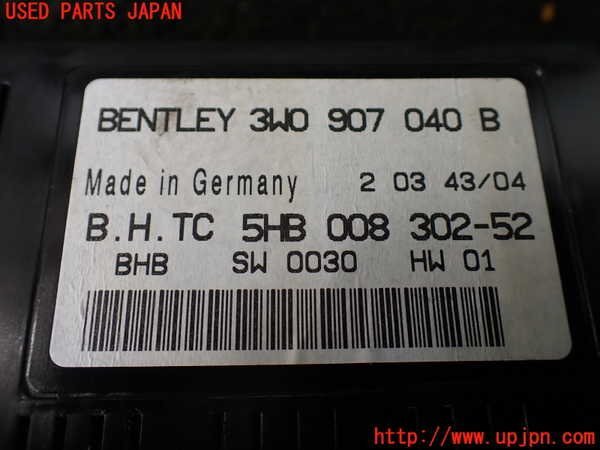 USED PARTS JAPAN
BENTLEY 3W0 907 040 B
Made in Germany 2 03 43/04
B.H.TC 5HB 008 302-52
BHB SW 0030 HW 01
UPJ
http://www.upjpn.com/